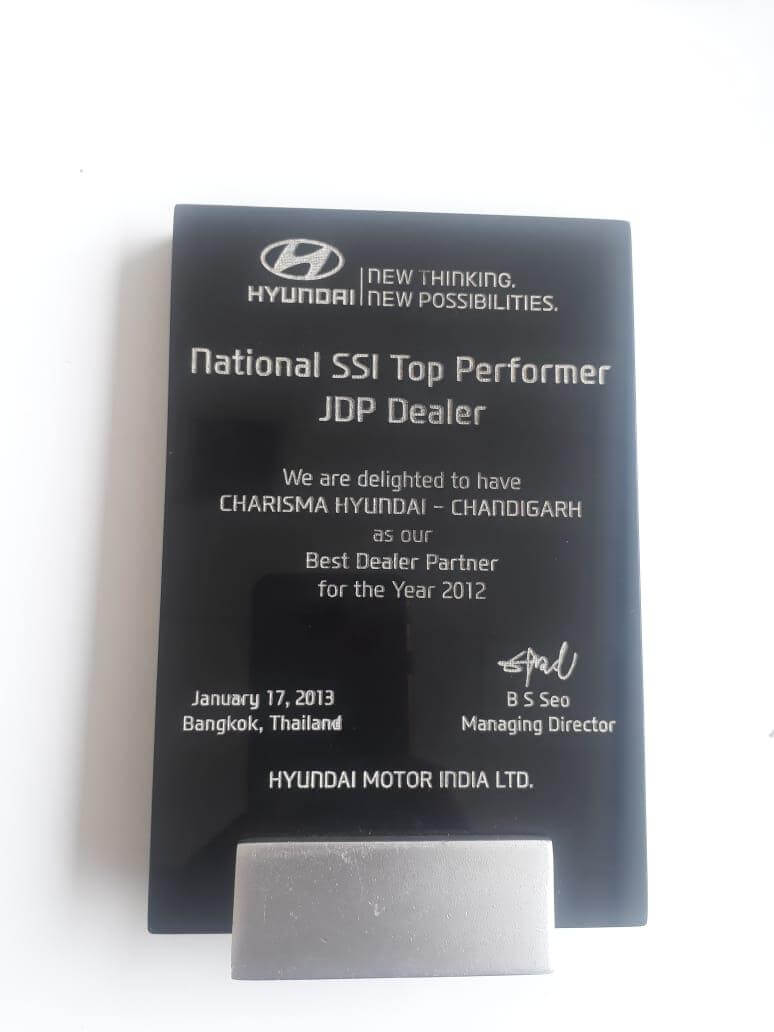 HYUNDAI
NEW THINKING.
NEW POSSIBILITIES.
National SSI Top Performer
JDP Dealer
We are delighted to have
CHARISMA HYUNDAI - CHANDIGARH
as our
Best Dealer Partner
for the Year 2012
January 17, 2013
Bangkok, Thailand
B S Seo
Managing Director
HYUNDAI MOTOR INDIA LTD.